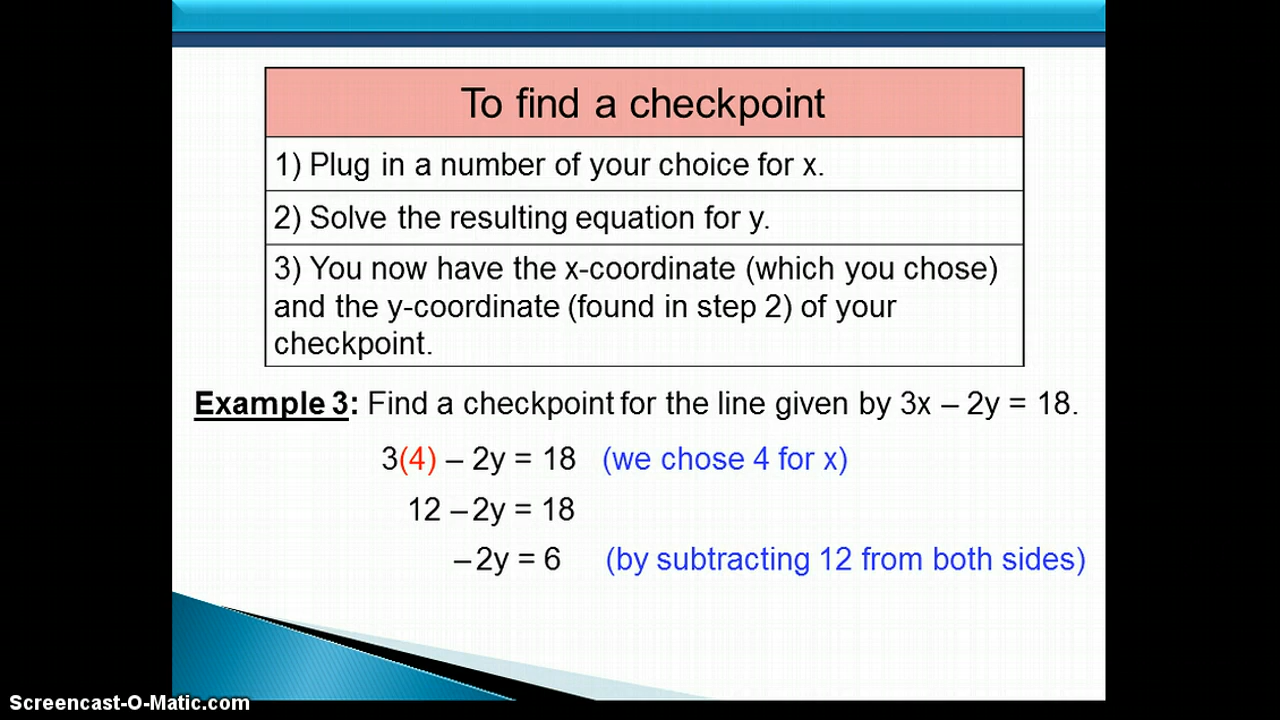 To find a checkpoint
1) Plug in a number of your choice for x.
2) Solve the resulting equation for y.
3) You now have the x-coordinate (which you chose)
and the y-coordinate (found in step 2) of your
checkpoint.
Example 3: Find a checkpoint for the line given by 3x – 2y = 18.
3(4) – 2y = 18 (we chose 4 for x)
12 – 2y = 18
– 2y = 6 (by subtracting 12 from both sides)
Screencast-O-Matic.com